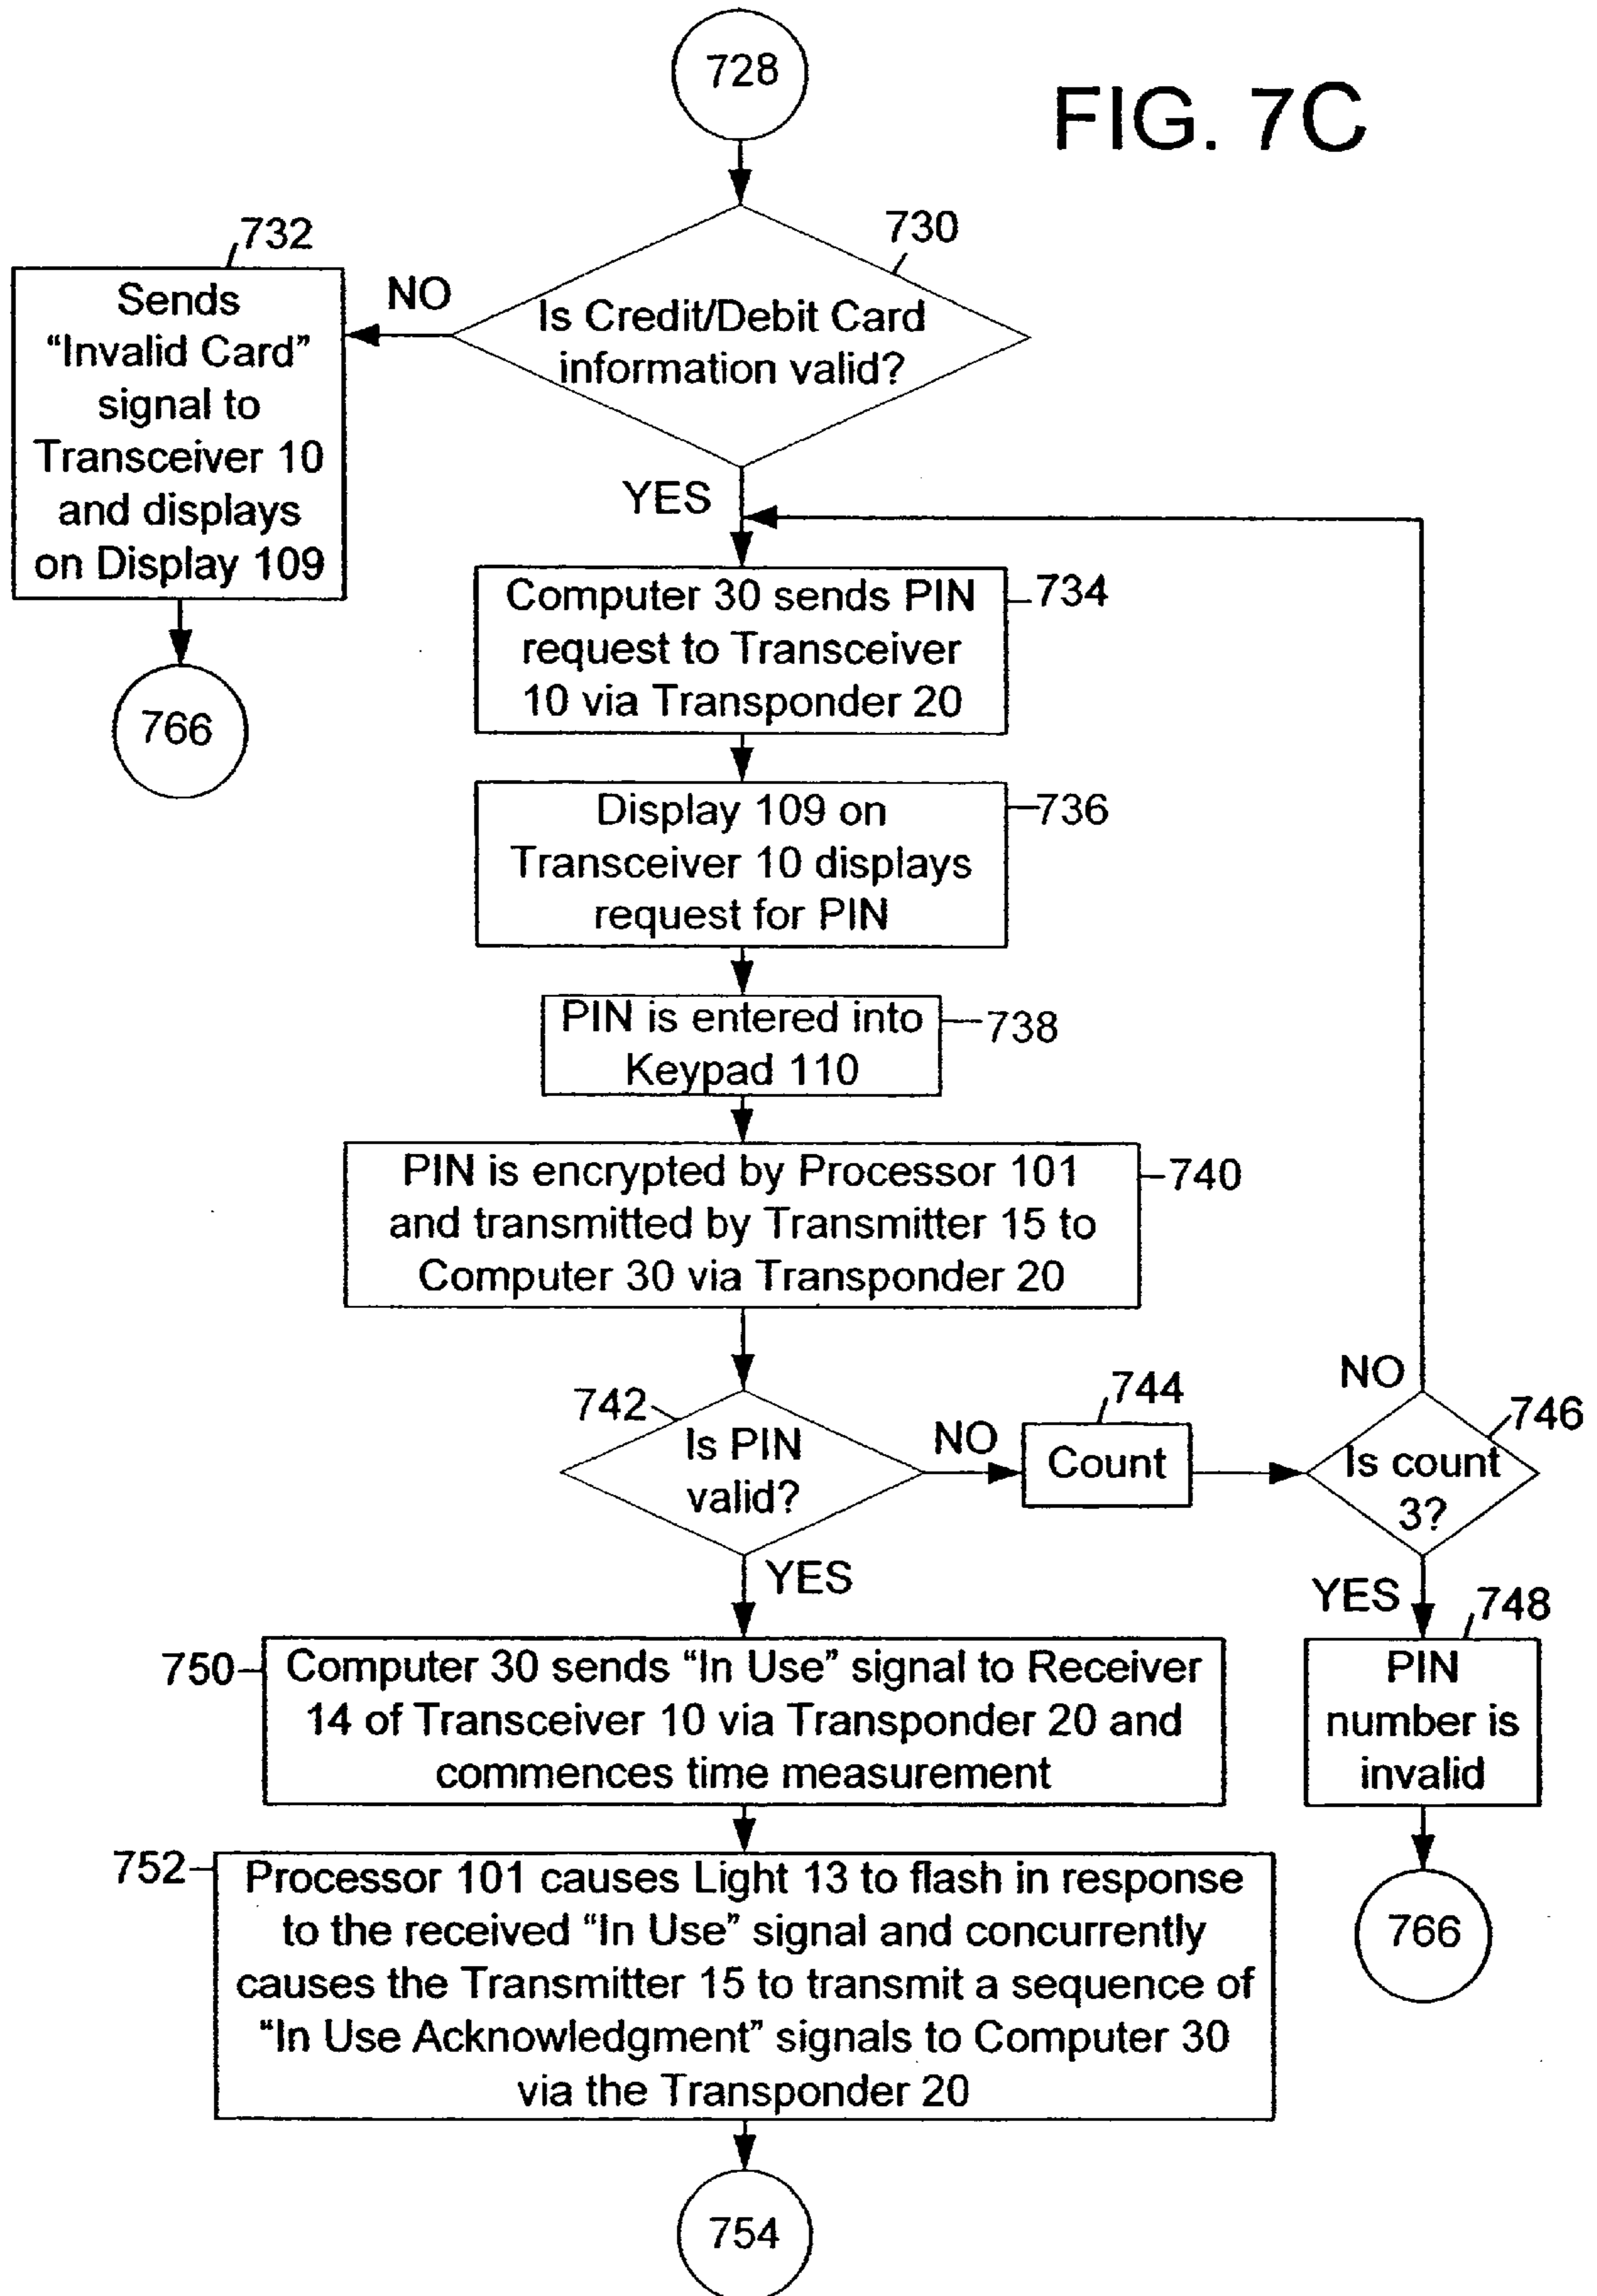 728
FIG. 7C
730
732
NO
Is Credit/Debit Card
information valid?
Sends
“Invalid Card”
signal to
Transceiver 10
and displays
on Display 109
766
YES
Computer 30 sends PIN
request to Transceiver
10 via Transponder 20
734
Display 109 on
Transceiver 10 displays
request for PIN
736
PIN is entered into
Keypad 110
738
PIN is encrypted by Processor 101
and transmitted by Transmitter 15 to
Computer 30 via Transponder 20
740
742
Is PIN
valid?
NO
744
Count
NO
746
Is count
3?
YES
YES
748
PIN
number is
invalid
766
750
Computer 30 sends “In Use” signal to Receiver
14 of Transceiver 10 via Transponder 20 and
commences time measurement
752
Processor 101 causes Light 13 to flash in response
to the received “In Use” signal and concurrently
causes the Transmitter 15 to transmit a sequence of
“In Use Acknowledgment” signals to Computer 30
via the Transponder 20
754